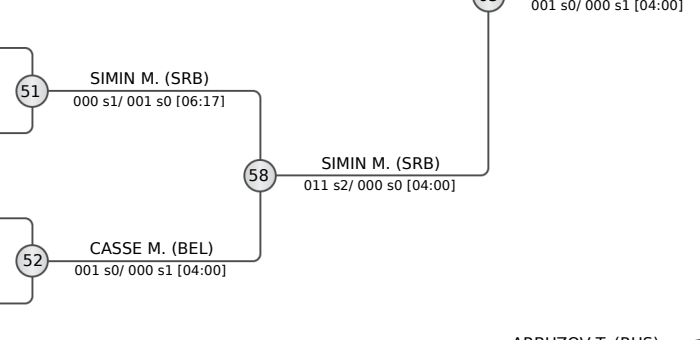 001 s0/ 000 s1 [04:00]
SIMIN M. (SRB)
51
000 s1/ 001 s0 [06:17]
SIMIN M. (SRB)
58
011 s2/ 000 s0 [04:00]
CASSE M. (BEL)
52
001 s0/ 000 s1 [04:00]